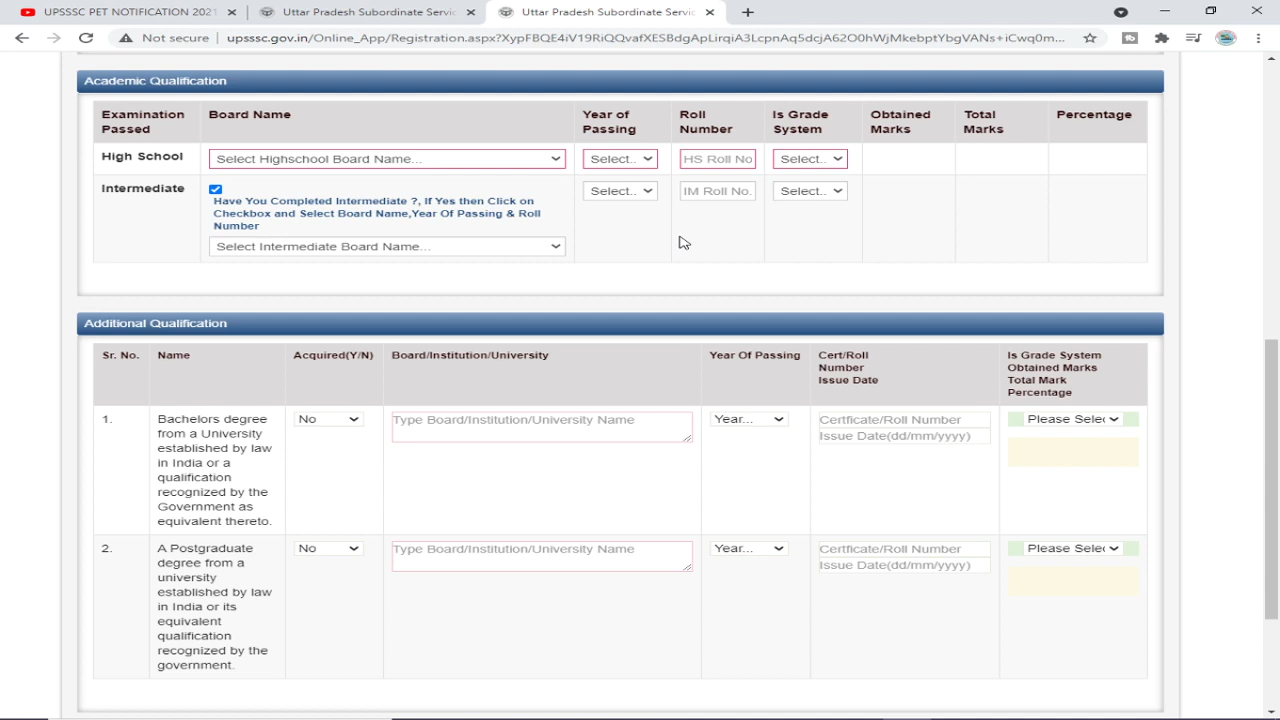 UPSSSC PET NOTIFICATION 2021
Uttar Pradesh Subordinate Servic
Uttar Pradesh Subordinate Servic
Not secure
upsssc.gov.in/Online_App/Registration.aspx?XypFBQE4iV19RiQQvafXESBdgApLirqiA3LcpnAq5dcjA62O0hWjMkebptYbgVANs+iCwq0m...
Academic Qualification
Examination Board Name Year of Roll Is Grade Obtained Total Percentage
Passed Passing Number System Marks Marks
High School Select Highschool Board Name... Select.. HS Roll No Select..
Intermediate Select.. IM Roll No. Select..
Have You Completed Intermediate ?, If Yes then Click on
Checkbox and Select Board Name,Year Of Passing & Roll
Number
Select Intermediate Board Name...
Additional Qualification
Sr. No. Name Acquired(Y/N) Board/Institution/University Year Of Passing Cert/Roll Is Grade System
Number Obtained Marks
Issue Date Total Mark
Percentage
1. Bachelors degree No Type Board/Institution/University Name Year... Certficate/Roll Number Please Selec
from a University Issue Date(dd/mm/yyyy)
established by law
in India or a
qualification
recognized by the
Government as
equivalent thereto.
2. A Postgraduate No Type Board/Institution/University Name Year... Certficate/Roll Number Please Selec
degree from a Issue Date(dd/mm/yyyy)
university
established by law
in India or its
equivalent
qualification
recognized by the
government.